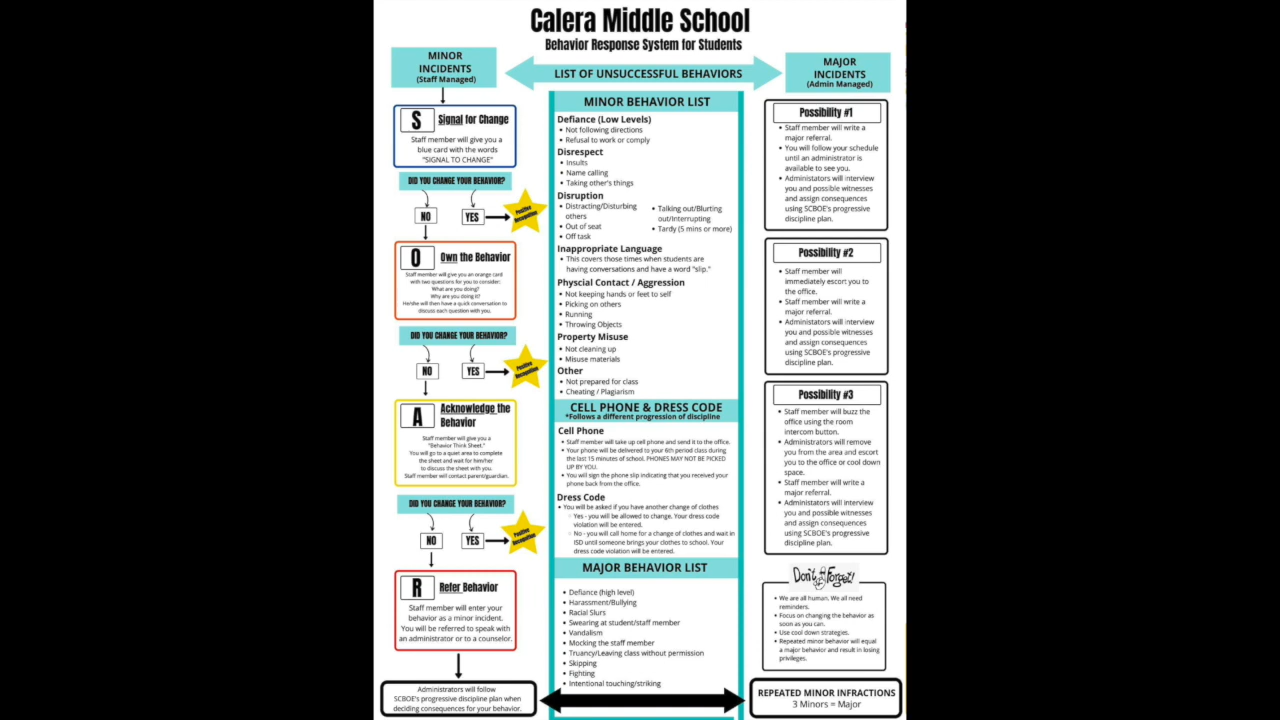 Calera Middle School
Behavior Response System for Students
MINOR
INCIDENTS
(Staff Managed)
LIST OF UNSUCCESSFUL BEHAVIORS
MAJOR
INCIDENTS
(Admin Managed)
S
Signal for Change
Staff member will give you a
blue card with the words
"SIGNAL TO CHANGE"
DID YOU CHANGE YOUR BEHAVIOR?
NO
YES
Positive
Recognition
O
Own the Behavior
Staff member will give you an orange card
with two questions for you to consider:
What are you doing?
Why are you doing it?
He/she will then have a quick conversation to
discuss each question with you.
DID YOU CHANGE YOUR BEHAVIOR?
NO
YES
Positive
Recognition
A
Acknowledge the
Behavior
Staff member will give you a
"Behavior Think Sheet."
You will go to a quiet area to complete
the sheet and wait for him/her
to discuss the sheet with you.
Staff member will contact parent/guardian.
DID YOU CHANGE YOUR BEHAVIOR?
NO
YES
Positive
Recognition
R
Refer Behavior
Staff member will enter your
behavior as a minor incident.
You will be referred to speak with
an administrator or to a counselor.
Administrators will follow
SCBOE's progressive discipline plan when
deciding consequences for your behavior.
MINOR BEHAVIOR LIST
Defiance (Low Levels)
• Not following directions
• Refusal to work or comply
Disrespect
• Insults
• Name calling
• Taking other's things
Disruption
• Distracting/Disturbing
others
• Out of seat
• Off task
• Talking out/Blurting
out/Interrupting
• Tardy (5 mins or more)
Inappropriate Language
• This covers those times when students are
having conversations and have a word "slip."
Physcial Contact / Aggression
• Not keeping hands or feet to self
• Picking on others
• Running
• Throwing Objects
Property Misuse
• Not cleaning up
• Misuse materials
Other
• Not prepared for class
• Cheating / Plagiarism
CELL PHONE & DRESS CODE
*Follows a different progression of discipline
Cell Phone
• Staff member will take up cell phone and send it to the office.
• Your phone will be delivered to your 6th period class during
the last 15 minutes of school. PHONES MAY NOT BE PICKED
UP BY YOU.
• You will sign the phone slip indicating that you received your
phone back from the office.
Dress Code
• You will be asked if you have another change of clothes
◦ Yes - you will be allowed to change. Your dress code
violation will be entered.
◦ No - you will call home for a change of clothes and wait in
ISD until someone brings your clothes to school. Your
dress code violation will be entered.
MAJOR BEHAVIOR LIST
• Defiance (high level)
• Harassment/Bullying
• Racial Slurs
• Swearing at student/staff member
• Vandalism
• Mocking the staff member
• Truancy/Leaving class without permission
• Skipping
• Fighting
• Intentional touching/striking
Possibility #1
• Staff member will write a
major referral.
• You will follow your schedule
until an administrator is
available to see you.
• Administators will interview
you and possible witnesses
and assign consequences
using SCBOE's progressive
discipline plan.
Possibility #2
• Staff member will
immediately escort you to
the office.
• Staff member will write a
major referral.
• Administators will interview
you and possible witnesses
and assign consequences
using SCBOE's progressive
discipline plan.
Possibility #3
• Staff member will buzz the
office using the room
intercom button.
• Administrators will remove
you from the area and escort
you to the office or cool down
space.
• Staff member will write a
major referral.
• Administators will interview
you and possible witnesses
and assign consequences
using SCBOE's progressive
discipline plan.
Don't Forget!
• We are all human. We all need
reminders.
• Focus on changing the behavior as
soon as you can.
• Use cool down strategies.
• Repeated minor behavior will equal
a major behavior and result in losing
privileges.
REPEATED MINOR INFRACTIONS
3 Minors = Major